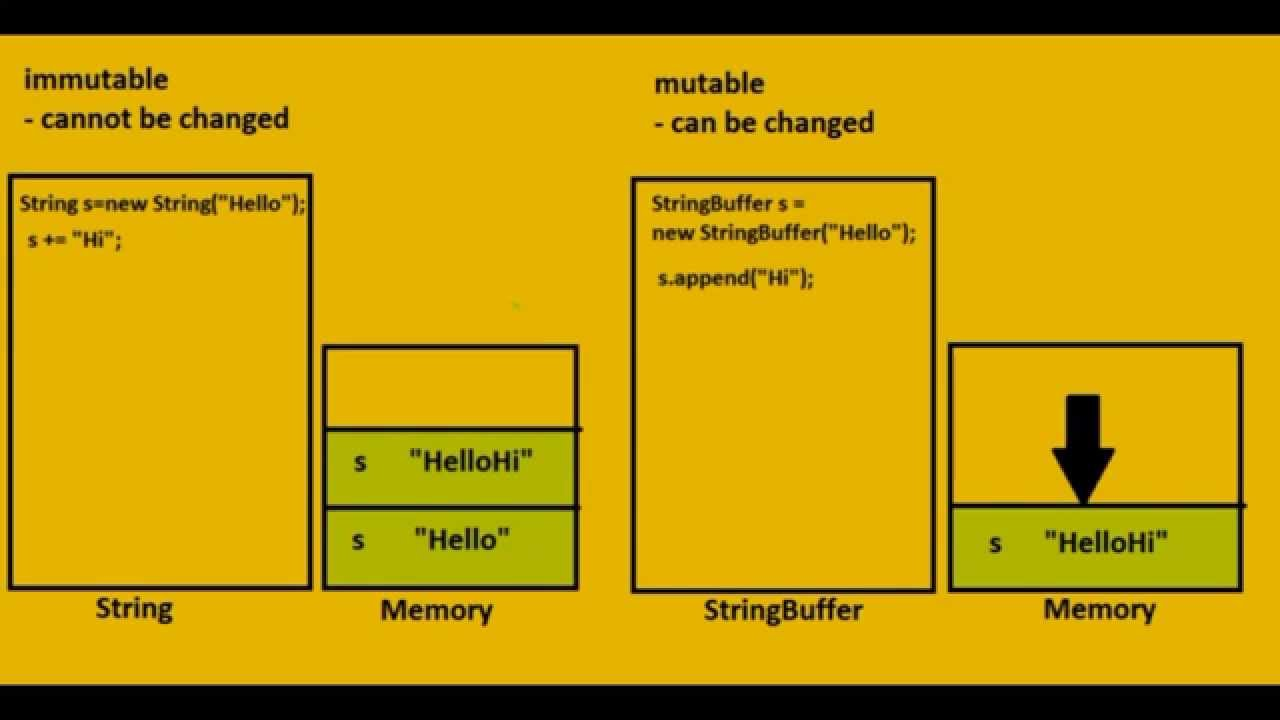 immutable
- cannot be changed
String s=new String("Hello");
s += "Hi";
s "HelloHi"
s "Hello"
String
Memory
mutable
- can be changed
StringBuffer s =
new StringBuffer("Hello");
s.append("Hi");
s "HelloHi"
StringBuffer
Memory